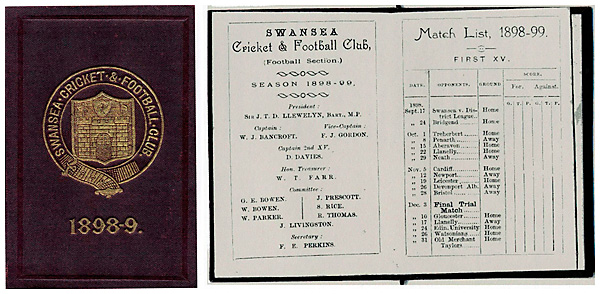 SWANSEA·CRICKET·&·FOOTBALL·CLUB·
1898-9.
SWANSEA
Cricket & Football Club,
(Football Section.)
SEASON 1898-99.
President :
SIR J. T. D. LLEWELYN, BART., M.P.
Captain : Vice-Captain :
W. J. BANCROFT. F. J. GORDON.
Captain 2nd XV.
D. DAVIES.
Hon. Treasurer :
W. T. FARR.
Committee :
G. E. BOWEN. J. PRESCOTT.
W. BOWEN. S. RICE.
W. PARKER. R. THOMAS.
J. LIVINGSTON.
Secretary :
F. E. PERKINS.
Match List, 1898-99.
FIRST XV.
DATE. OPPONENTS. GROUND SCORE.
For. Against.
G. T. F. G. T. F.
1898.
Sept. 17 Swansea v. Dis-
trict League.. Home
„ 24 Bridgend ...... Home
Oct. 1 Treherbert...... Home
„ 8 Penarth ........ Away
„ 15 Aberavon ...... Home
„ 22 Llanelly......... Home
„ 29 Neath............ Away
Nov. 5 Cardiff............ Home
„ 12 Newport......... Away
„ 19 Leicester ...... Home
„ 26 Devonport Alb. Away
„ 28 Bristol ......... Away
Dec. 3 Final Trial
Match ...... Home
„ 10 Gloucester...... Home
„ 17 Llanelly......... Away
„ 24 Edin. University Home
„ 26 Watsonians ... Home
„ 31 Old Merchant
Taylors...... Home